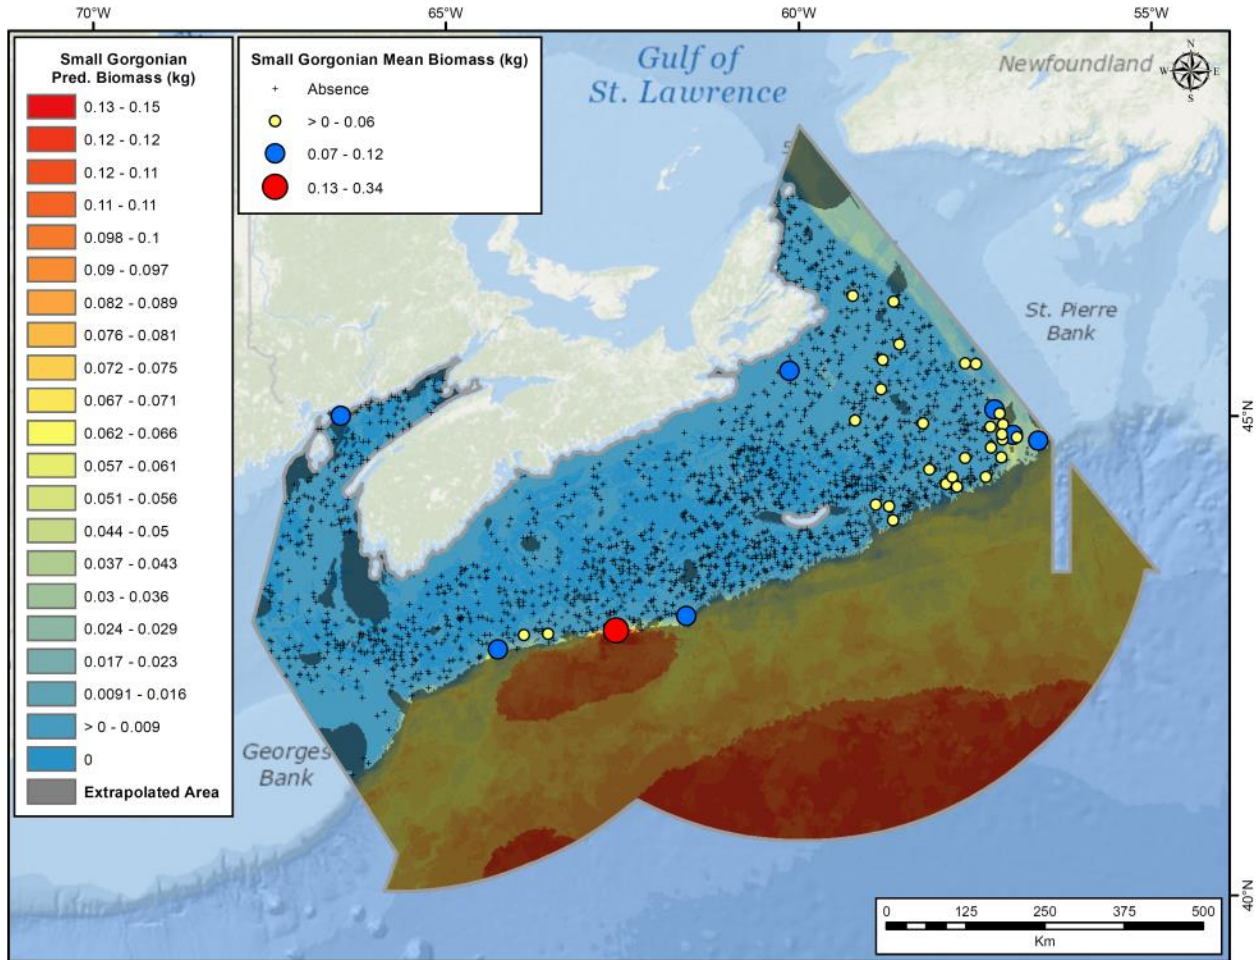 70°W
65°W
60°W
55°W
Small Gorgonian
Pred. Biomass (kg)
0.13 - 0.15
0.12 - 0.12
0.12 - 0.11
0.11 - 0.11
0.098 - 0.1
0.09 - 0.097
0.082 - 0.089
0.076 - 0.081
0.072 - 0.075
0.067 - 0.071
0.062 - 0.066
0.057 - 0.061
0.051 - 0.056
0.044 - 0.05
0.037 - 0.043
0.03 - 0.036
0.024 - 0.029
0.017 - 0.023
0.0091 - 0.016
> 0 - 0.009
0
Extrapolated Area
Small Gorgonian Mean Biomass (kg)
Absence
> 0 - 0.06
0.07 - 0.12
0.13 - 0.34
Gulf of
St. Lawrence
Newfoundland
N
W
E
S
St. Pierre
Bank
45°N
Georges
Bank
40°N
0
125
250
375
500
Km